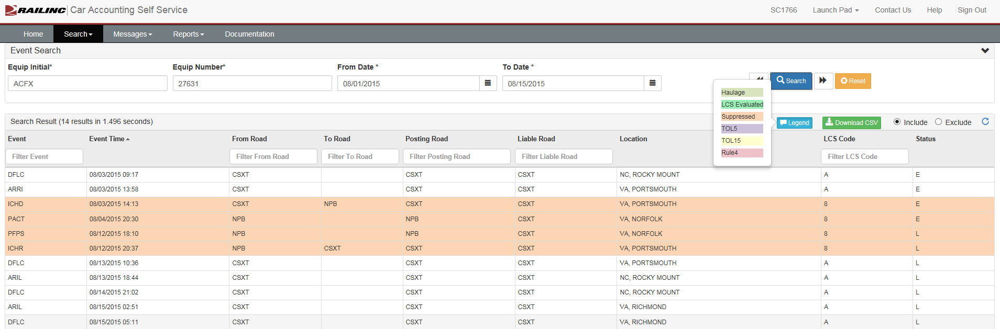 RAILINC Car Accounting Self Service SC1766 Launch Pad Contact Us Help Sign Out
Home Search Messages Reports Documentation
Event Search
Equip Initial* Equip Number* From Date * To Date *
ACFX 27631 08/01/2015 08/15/2015 Search Reset
Haulage
LCS Evaluated
Suppressed
TOL5
TOL15
Rule4
Search Result (14 results in 1.496 seconds) Legend Download CSV Include Exclude
Event Event Time From Road To Road Posting Road Liable Road Location LCS Code Status
Filter Event Filter From Road Filter To Road Filter Posting Road Filter Liable Road Filter LCS Code
DFLC 08/03/2015 09:17 CSXT CSXT CSXT NC, ROCKY MOUNT A E
ARRI 08/03/2015 13:58 CSXT CSXT CSXT VA, PORTSMOUTH A E
ICHD 08/03/2015 14:13 CSXT NPB CSXT CSXT VA, PORTSMOUTH 8 E
PACT 08/04/2015 20:30 NPB NPB CSXT VA, NORFOLK 8 E
PFPS 08/12/2015 18:10 NPB NPB CSXT VA, NORFOLK 8 L
ICHR 08/12/2015 20:37 NPB CSXT CSXT CSXT VA, PORTSMOUTH 8 L
DFLC 08/13/2015 10:36 CSXT CSXT CSXT VA, PORTSMOUTH A L
ARIL 08/13/2015 18:44 CSXT CSXT CSXT NC, ROCKY MOUNT A L
DFLC 08/14/2015 21:02 CSXT CSXT CSXT NC, ROCKY MOUNT A L
ARIL 08/15/2015 02:51 CSXT CSXT CSXT VA, RICHMOND A L
DFLC 08/15/2015 05:11 CSXT CSXT CSXT VA, RICHMOND A L